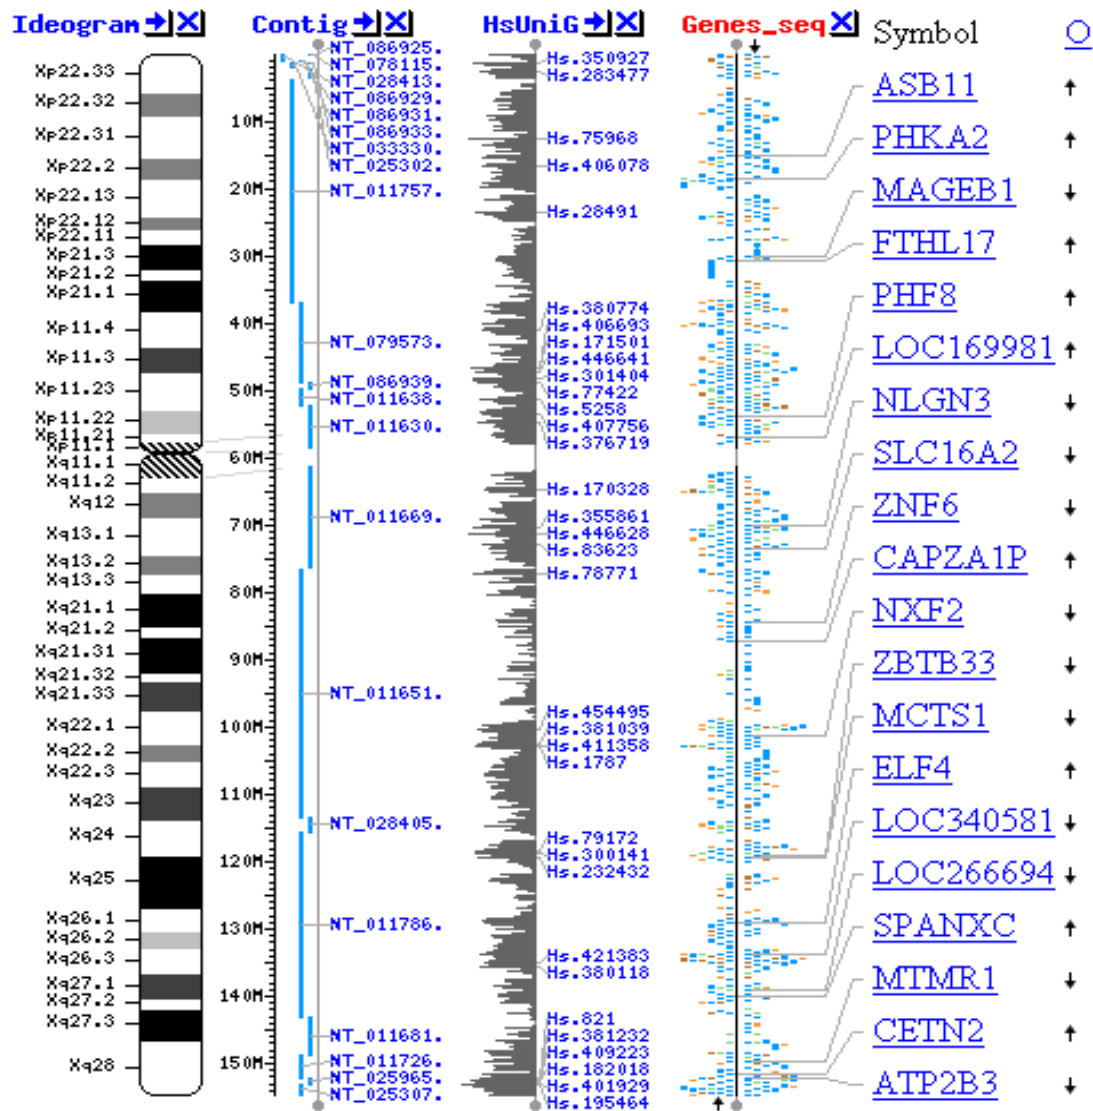 Ideogram Contig HsUniG Genes_seq Symbol O
Xp22.33
Xp22.32
Xp22.31
Xp22.2
Xp22.13
Xp22.12
Xp22.11
Xp21.3
Xp21.2
Xp21.1
Xp11.4
Xp11.3
Xp11.23
Xp11.22
Xp11.21
Xp11.1
Xq11.1
Xq11.2
Xq12
Xq13.1
Xq13.2
Xq13.3
Xq21.1
Xq21.2
Xq21.31
Xq21.32
Xq21.33
Xq22.1
Xq22.2
Xq22.3
Xq23
Xq24
Xq25
Xq26.1
Xq26.2
Xq26.3
Xq27.1
Xq27.2
Xq27.3
Xq28
10M
20M
30M
40M
50M
60M
70M
80M
90M
100M
110M
120M
130M
140M
150M
NT_086925.
NT_078115.
NT_028413.
NT_086929.
NT_086931.
NT_086933.
NT_033330.
NT_025302.
NT_011757.
NT_079573.
NT_086939.
NT_011638.
NT_011630.
NT_011669.
NT_011651.
NT_028405.
NT_011786.
NT_011681.
NT_011726.
NT_025965.
NT_025307.
Hs.350927
Hs.283477
Hs.75968
Hs.406078
Hs.28491
Hs.380774
Hs.406693
Hs.171501
Hs.446641
Hs.301404
Hs.77422
Hs.5258
Hs.407756
Hs.376719
Hs.170328
Hs.355861
Hs.446628
Hs.83623
Hs.78771
Hs.454495
Hs.381039
Hs.411358
Hs.1787
Hs.79172
Hs.300141
Hs.232432
Hs.421383
Hs.380118
Hs.821
Hs.381232
Hs.409223
Hs.182018
Hs.401929
Hs.195464
ASB11
PHKA2
MAGEB1
FTHL17
PHF8
LOC169981
NLGN3
SLC16A2
ZNF6
CAPZA1P
NXF2
ZBTB33
MCTS1
ELF4
LOC340581
LOC266694
SPANXC
MTMR1
CETN2
ATP2B3